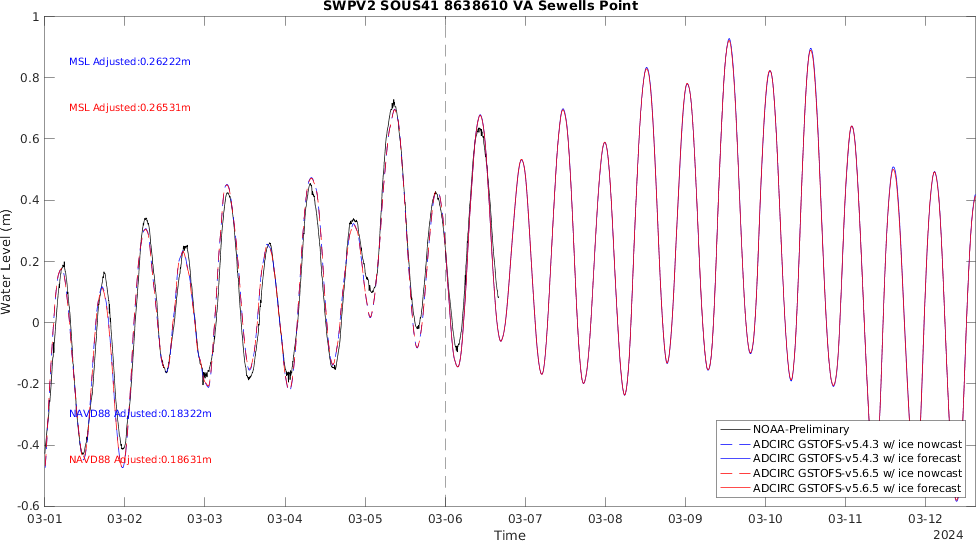 SWPV2 SOUS41 8638610 VA Sewells Point
1
0.8
0.6
0.4
0.2
0
-0.2
-0.4
-0.6
Water Level (m)
MSL Adjusted:0.26222m
MSL Adjusted:0.26531m
NAVD88 Adjusted:0.18322m
NAVD88 Adjusted:0.18631m
NOAA-Preliminary
ADCIRC GSTOFS-v5.4.3 w/ ice nowcast
ADCIRC GSTOFS-v5.4.3 w/ ice forecast
ADCIRC GSTOFS-v5.6.5 w/ ice nowcast
ADCIRC GSTOFS-v5.6.5 w/ ice forecast
03-01 03-02 03-03 03-04 03-05 03-06 03-07 03-08 03-09 03-10 03-11 03-12
Time
2024